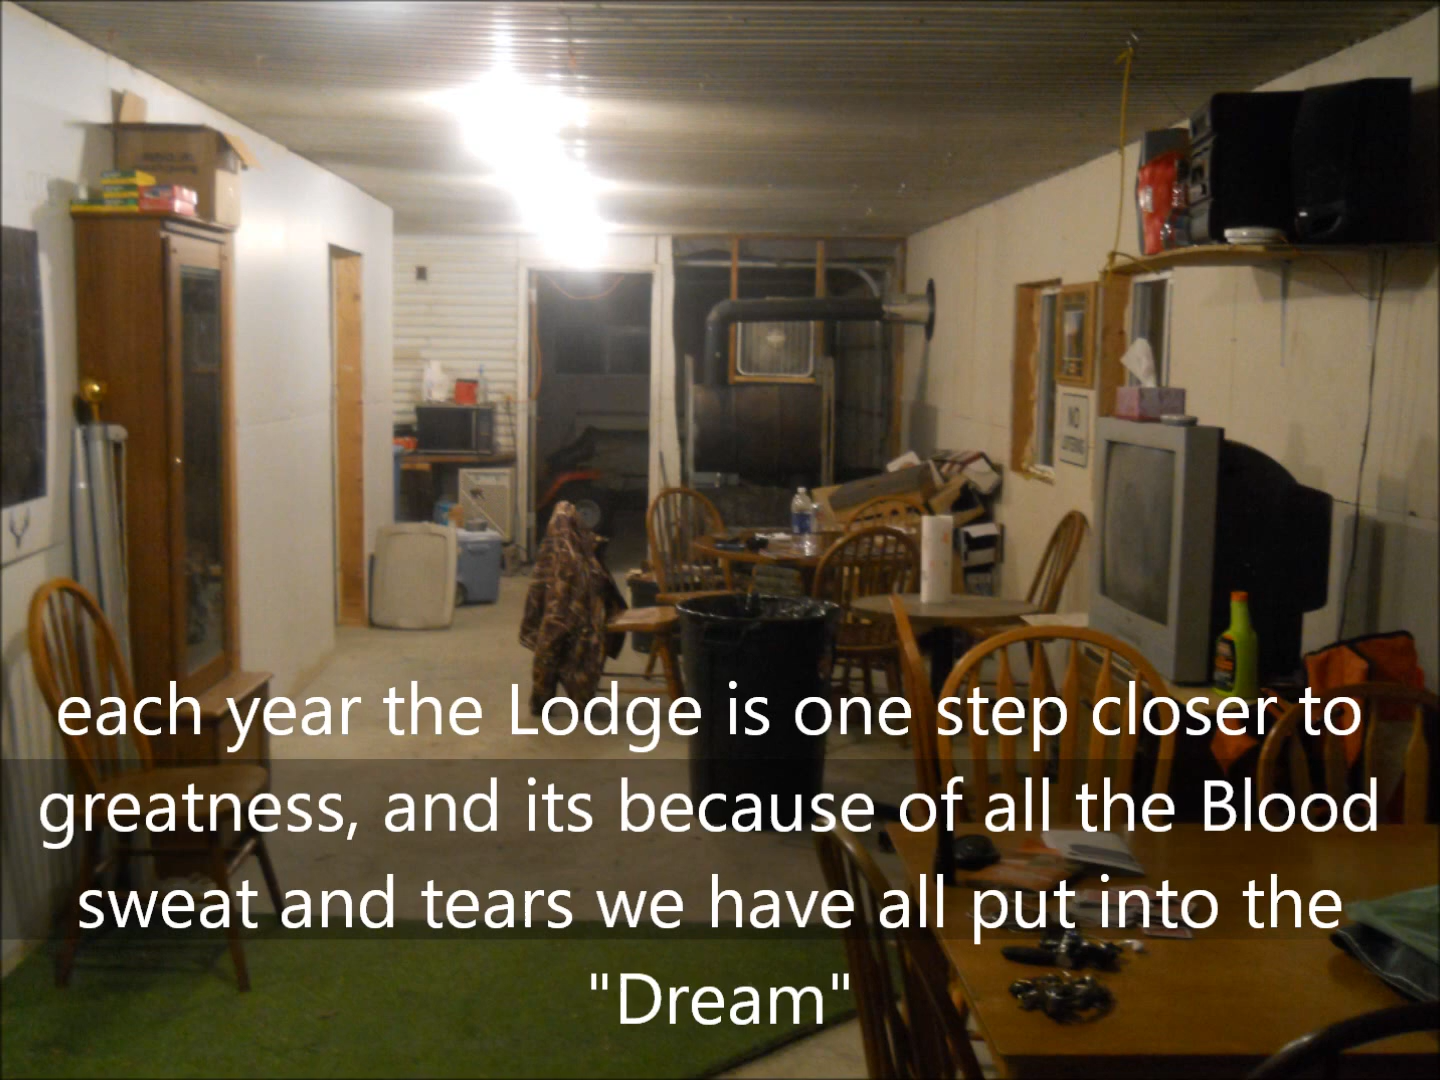 NO
each year the Lodge is one step closer to
greatness, and its because of all the Blood
sweat and tears we have all put into the
"Dream"